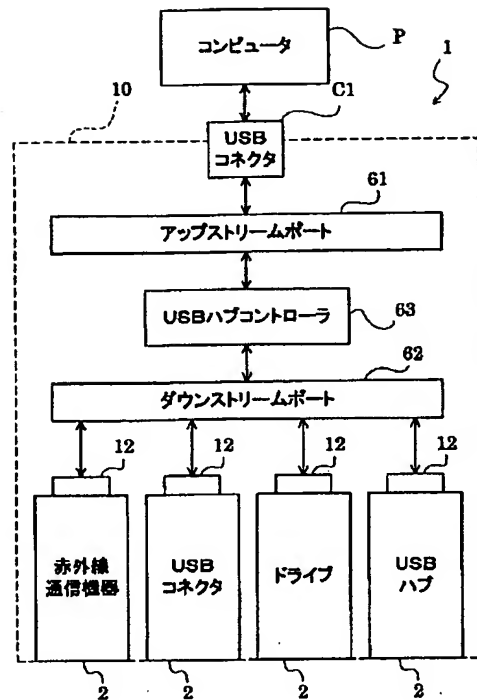 コンピュータ
P
1
10
C1
USB
コネクタ
61
アップストリームポート
USBハブコントローラ
63
62
ダウンストリームポート
12
12
12
12
赤外線
通信機器
USB
コネクタ
ドライブ
USB
ハブ
2
2
2
2